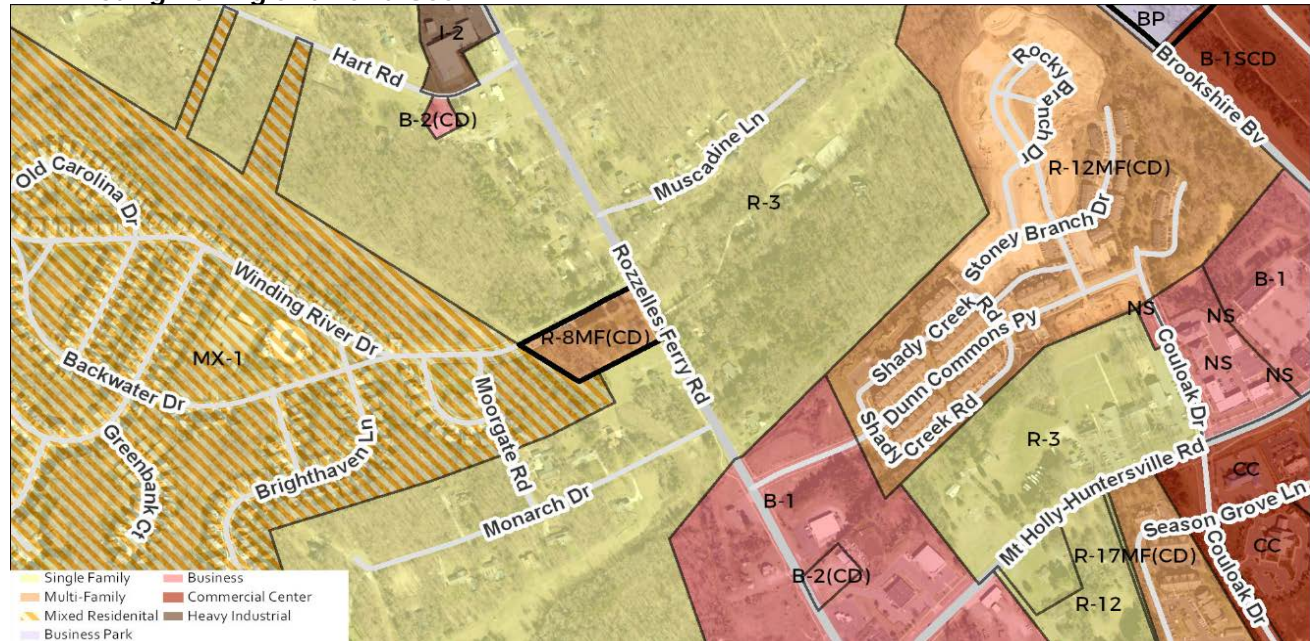 I-2
BP
B-1SCD
Hart Rd
Brookshire Bv
Rocky Branch Dr
B-2(CD)
Muscadine Ln
R-12MF(CD)
Old Carolina Dr
R-3
Stoney Branch Dr
Rozzelles Ferry Rd
B-1
Winding River Dr
NS
NS
Shady Creek Rd
R-8MF(CD)
MX-1
Dunn Commons Py
Couloak Dr
NS
NS
Backwater Dr
Moorgate Rd
Shady Creek Rd
Greenbank Ct
Brighthaven Ln
R-3
Mt Holly-Huntersville Rd
CC
Monarch Dr
B-1
Season Grove Ln
CC
R-17MF(CD)
Couloak Dr
B-2(CD)
R-12
Single Family
Business
Multi-Family
Commercial Center
Mixed Residenital
Heavy Industrial
Business Park